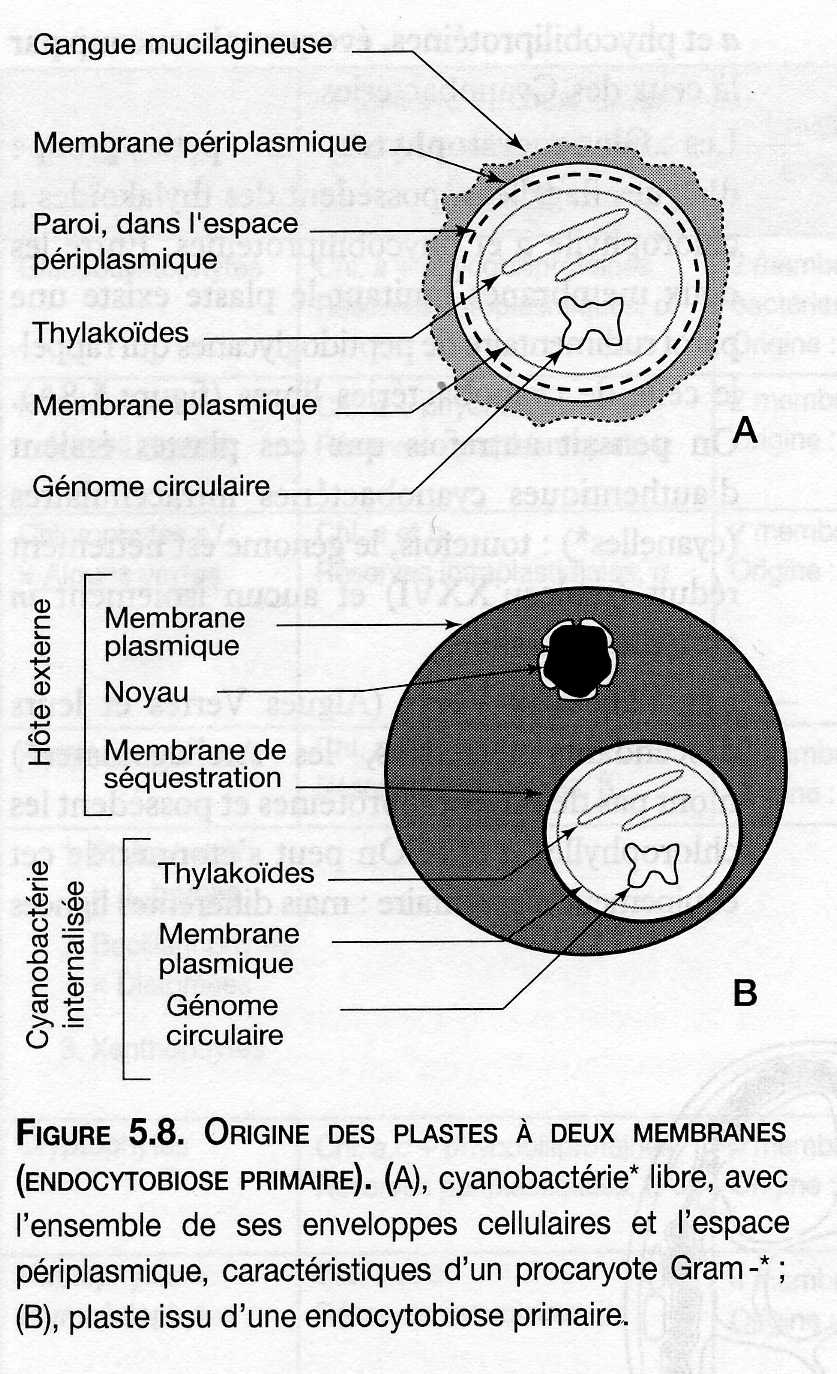 Gangue mucilagineuse
Membrane périplasmique
Paroi, dans l'espace
périplasmique
Thylakoïdes
Membrane plasmique
Génome circulaire
A
Hôte externe
Membrane
plasmique
Noyau
Membrane de
séquestration
Cyanobactérie
internalisée
Thylakoïdes
Membrane
plasmique
Génome
circulaire
B
FIGURE 5.8. ORIGINE DES PLASTES À DEUX MEMBRANES
(ENDOCYTOBIOSE PRIMAIRE). (A), cyanobactérie* libre, avec
l'ensemble de ses enveloppes cellulaires et l'espace
périplasmique, caractéristiques d'un procaryote Gram -* ;
(B), plaste issu d'une endocytobiose primaire.